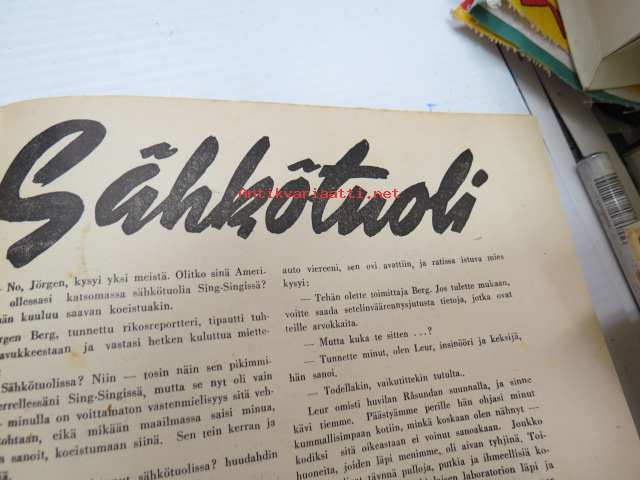 Sähkötuoli
Antikvariaatti.net
— No, Jörgen, kysyi yksi meistä. Olitko sinä Ameri-
ollessasi katsomassa sähkötuolia Sing-Singissä?
kuuluu saavan koeistuakin.
Berg, tunnettu rikosreportteri, tipautti tuh-
ja vastasi hetken kuluttua miette-
Sähkötuolissa? Niin — tosin näin sen pikimmi-
Sing-Singissä, mutta se nyt oli vain
minulla on voittamaton vastenmielisyys sitä veh-
kohtaan, eikä mikään maailmassa saisi minua,
sanoit, koeistumaan siinä. Sen tein kerran ja
sähkötuolissa? huudahdin
auto viereeni, sen ovi avattiin, ja ratissa istuva mies
kysyi:
— Tehän olette toimittaja Berg. Jos tulette mukaan,
voitte saada setelinväärennysjutusta tietoja, jotka ovat
teille arvokkaita.
— Mutta kuka te sitten . . .?
— Tunnette minut, olen Leur, insinööri ja keksijä,
hän sanoi.
— Todellakin, vaikutittekin tutulta..
Leur omisti huvilan Råsundan suunnalla, ja sinne
kävi tiemme. Päästyämme perille hän ohjasi minut
kummallisimpaan kotiin, minkä koskaan olen nähnyt —
kodiksi sitä oikeastaan ei voinut sanoakaan. Joukko
huoneita, joiden läpi menimme, oli aivan tyhjinä. Toi-
täynnä pulloja, putkia ja ihmeellisiä ko-
laboratorion läpi ja